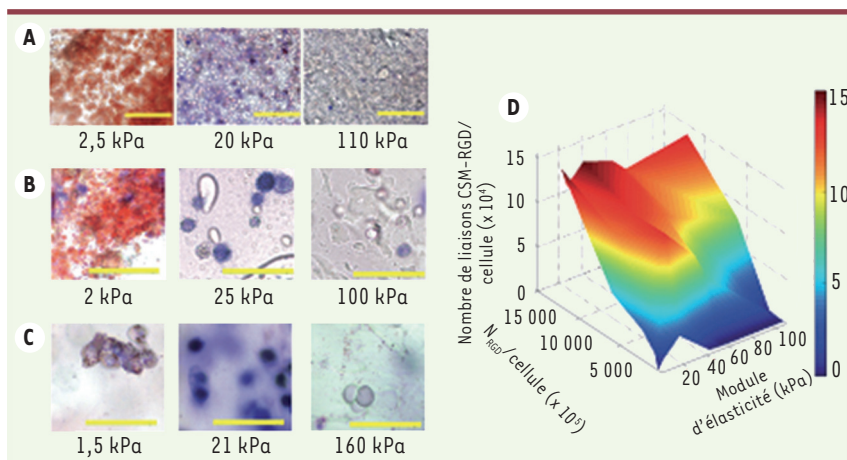 A
2,5 kPa
20 kPa
110 kPa
B
2 kPa
25 kPa
100 kPa
C
1,5 kPa
21 kPa
160 kPa
D
Nombre de liaisons CSM-RGD/
cellule (x 10⁴)
15
10
5
0
15 000
10 000
5 000
N RGD / cellule (x 10⁵)
20
40
60
80
100
Module
d'élasticité (kPa)
15
10
5
0